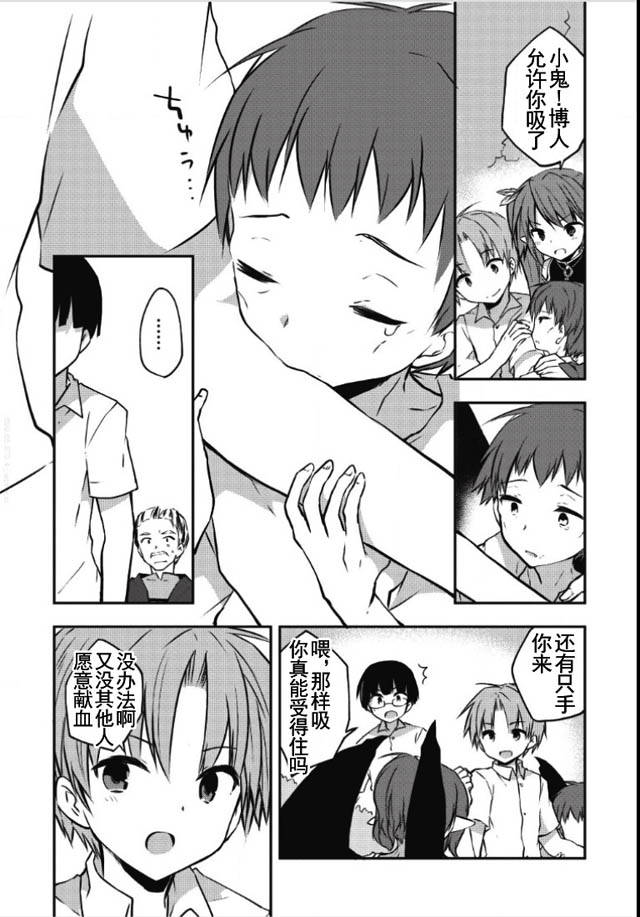 小鬼！博人
允许你吸了
ちゅう…
……
还有只手
你来
喂，那样吸
你真能受得住吗
没办法啊
又没其他人
愿意献血